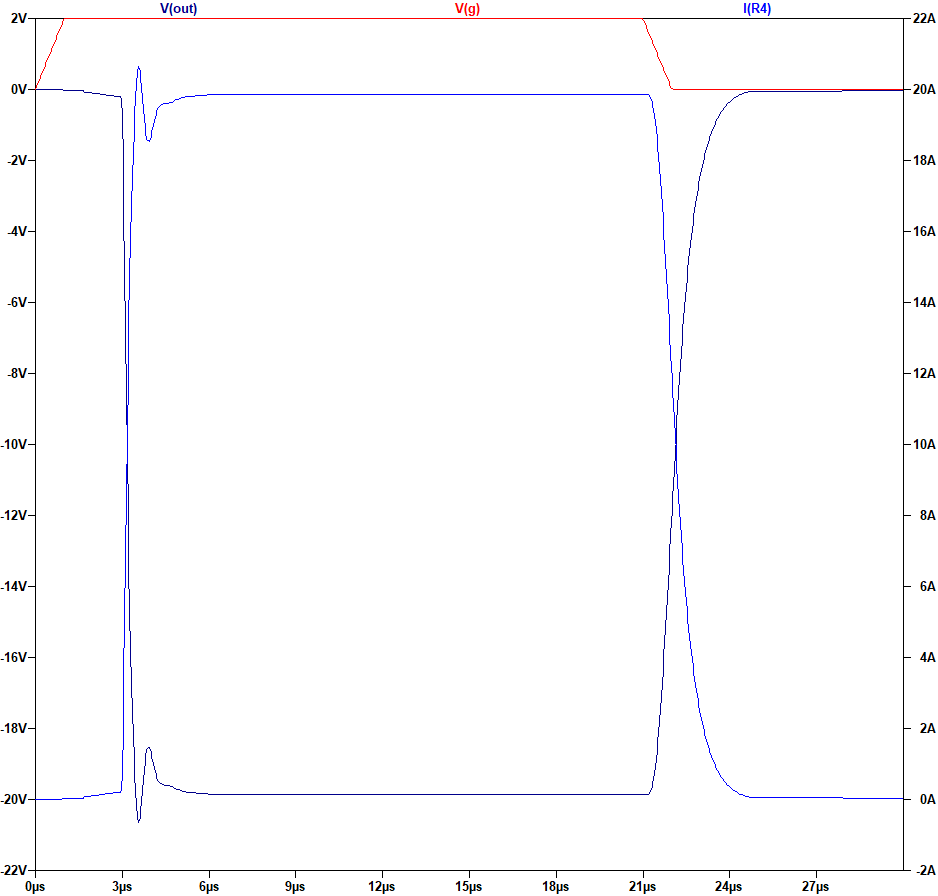 V(out) V(g) I(R4)
2V 22A
0V 20A
-2V 18A
-4V 16A
-6V 14A
-8V 12A
-10V 10A
-12V 8A
-14V 6A
-16V 4A
-18V 2A
-20V 0A
-22V -2A
0µs 3µs 6µs 9µs 12µs 15µs 18µs 21µs 24µs 27µs